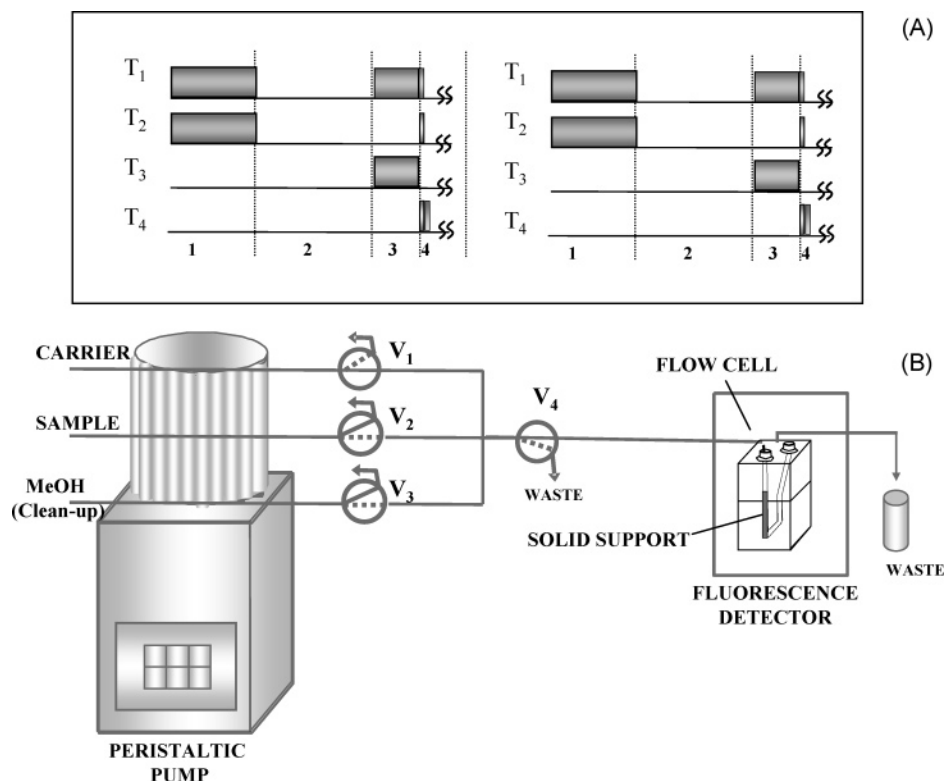 (A)
T1
T2
T3
T4
1 2 3 4
T1
T2
T3
T4
1 2 3 4
(B)
CARRIER
SAMPLE
MeOH
(Clean-up)
V1
V2
V3
V4
WASTE
FLOW CELL
SOLID SUPPORT
FLUORESCENCE
DETECTOR
WASTE
PERISTALTIC
PUMP